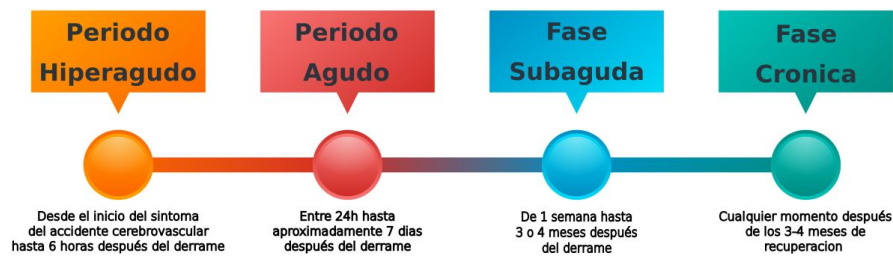 Periodo
Hiperagudo
Periodo
Agudo
Fase
Subaguda
Fase
Cronica
Desde el inicio del sintoma
del accidente cerebrovascular
hasta 6 horas después del derrame
Entre 24h hasta
aproximadamente 7 dias
después del derrame
De 1 semana hasta
3 o 4 meses después
del derrame
Cualquier momento después
de los 3-4 meses de
recuperacion